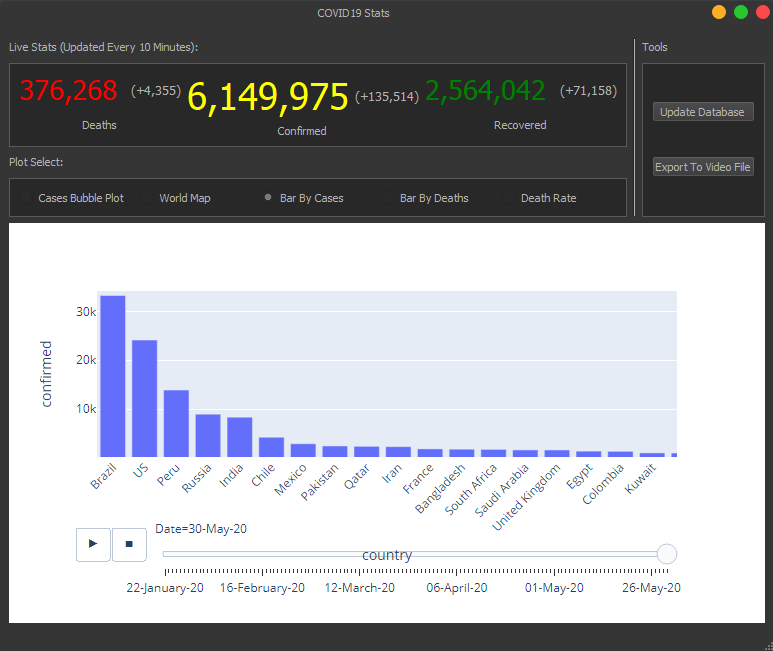 COVID19 Stats
Live Stats (Updated Every 10 Minutes):
Tools
376,268 (+4,355) 6,149,975 (+135,514) 2,564,042 (+71,158)
Deaths Confirmed Recovered
Update Database
Plot Select:
Export To Video File
Cases Bubble Plot World Map Bar By Cases Bar By Deaths Death Rate
30k
20k
10k
confirmed
Brazil
US
Peru
Russia
India
Chile
Mexico
Pakistan
Qatar
Iran
France
Bangladesh
South Africa
Saudi Arabia
United Kingdom
Egypt
Colombia
Kuwait
Date=30-May-20
country
22-January-20 16-February-20 12-March-20 06-April-20 01-May-20 26-May-20